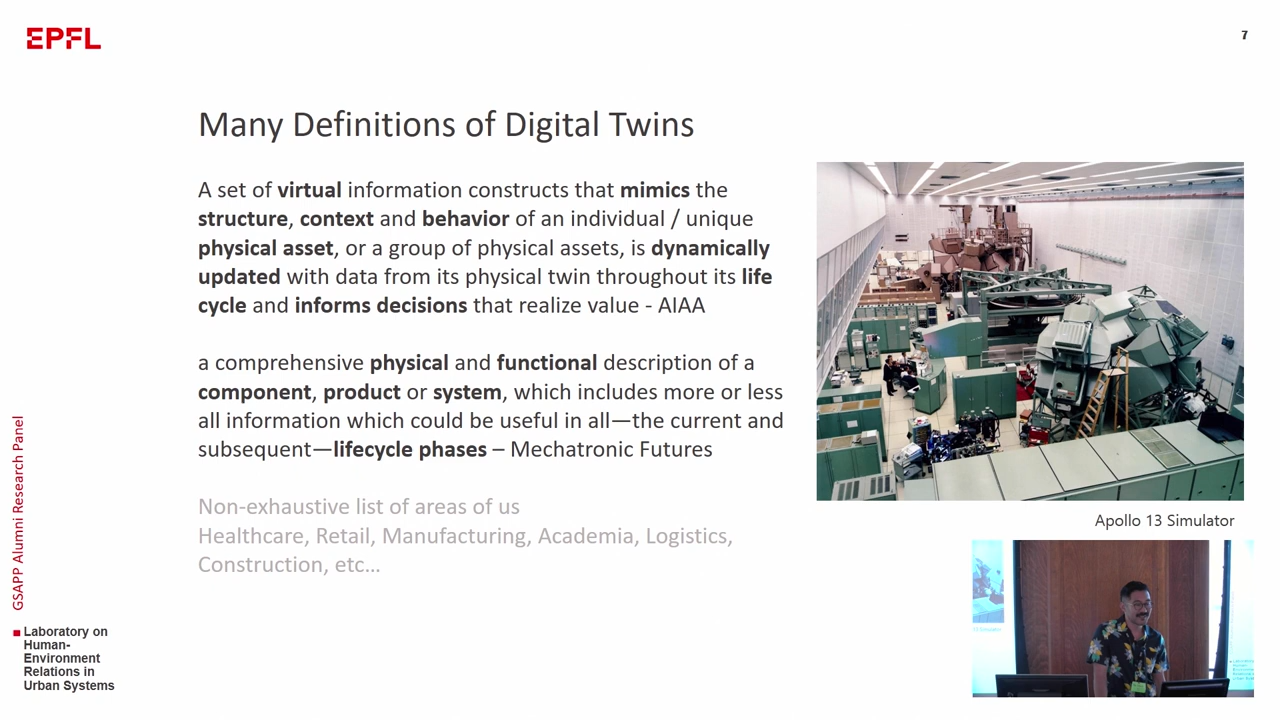 EPFL
7
Many Definitions of Digital Twins
A set of virtual information constructs that mimics the
structure, context and behavior of an individual / unique
physical asset, or a group of physical assets, is dynamically
updated with data from its physical twin throughout its life
cycle and informs decisions that realize value - AIAA
a comprehensive physical and functional description of a
component, product or system, which includes more or less
all information which could be useful in all—the current and
subsequent—lifecycle phases – Mechatronic Futures
Non-exhaustive list of areas of us
Healthcare, Retail, Manufacturing, Academia, Logistics,
Construction, etc…
Apollo 13 Simulator
GSAPP Alumni Research Panel
Laboratory on
Human-
Environment
Relations in
Urban Systems